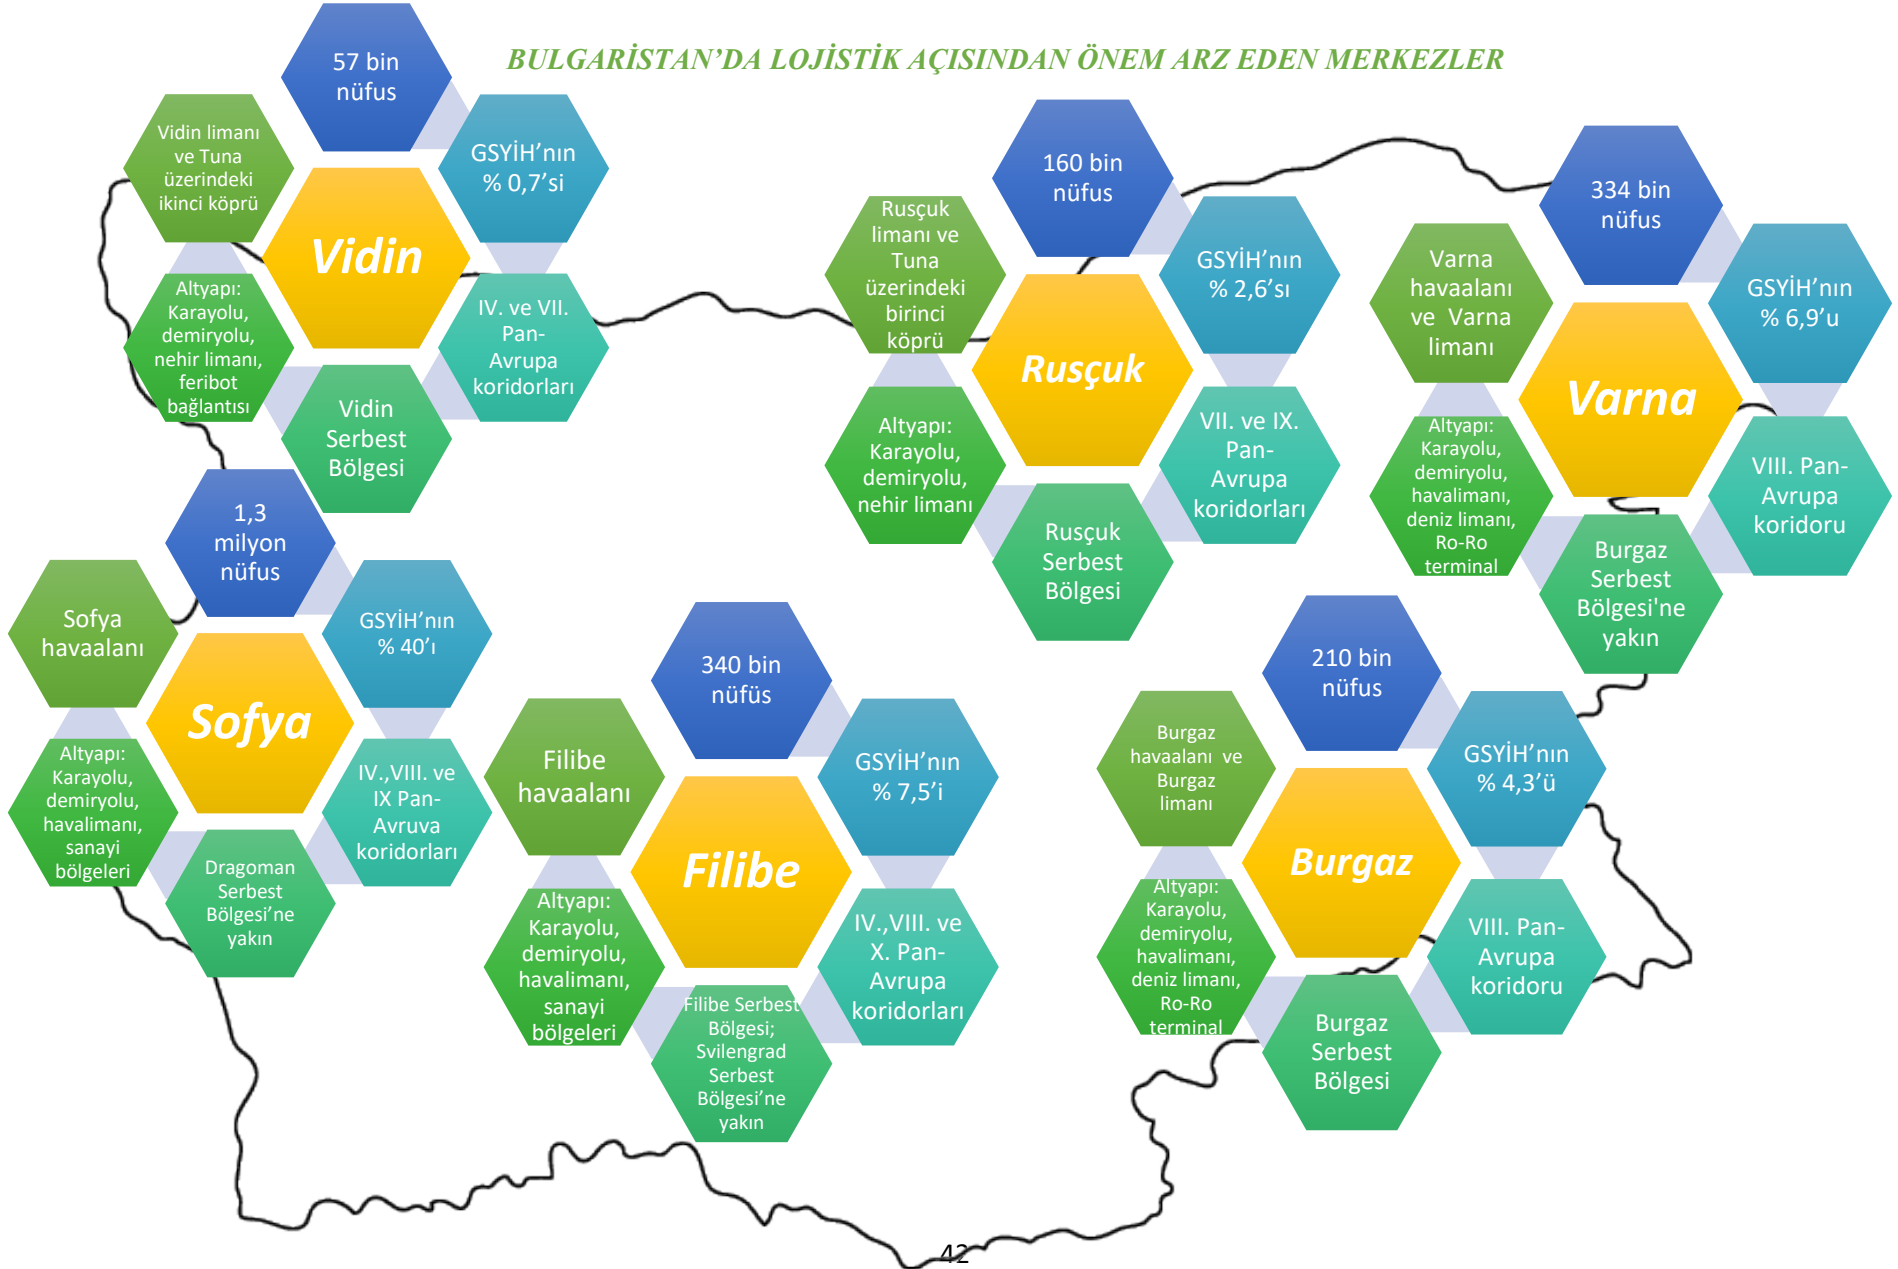 BULGARİSTAN’DA LOJİSTİK AÇISINDAN ÖNEM ARZ EDEN MERKEZLER
57 bin
nüfus
Vidin limanı
ve Tuna
üzerindeki
ikinci köprü
GSYİH’nın
% 0,7’si
Vidin
Altyapı:
Karayolu,
demiryolu,
nehir limanı,
feribot
bağlantısı
IV. ve VII.
Pan-
Avrupa
koridorları
Vidin
Serbest
Bölgesi
160 bin
nüfus
Rusçuk
limanı ve
Tuna
üzerindeki
birinci
köprü
GSYİH’nın
% 2,6’sı
Rusçuk
Altyapı:
Karayolu,
demiryolu,
nehir limanı
VII. ve IX.
Pan-
Avrupa
koridorları
Rusçuk
Serbest
Bölgesi
334 bin
nüfus
Varna
havaalanı
ve  Varna
limanı
GSYİH’nın
% 6,9’u
Varna
Altyapı:
Karayolu,
demiryolu,
havalimanı,
deniz limanı,
Ro-Ro
terminal
VIII. Pan-
Avrupa
koridoru
Burgaz
Serbest
Bölgesi'ne
yakın
1,3
milyon
nüfus
Sofya
havaalanı
GSYİH’nın
% 40’ı
Sofya
Altyapı:
Karayolu,
demiryolu,
havalimanı,
sanayi
bölgeleri
IV.,VIII. ve
IX Pan-
Avruva
koridorları
Dragoman
Serbest
Bölgesi’ne
yakın
340 bin
nüfüs
Filibe
havaalanı
GSYİH’nın
% 7,5’i
Filibe
Altyapı:
Karayolu,
demiryolu,
havalimanı,
sanayi
bölgeleri
IV.,VIII. ve
X. Pan-
Avrupa
koridorları
Filibe Serbest
Bölgesi;
Svilengrad
Serbest
Bölgesi’ne
yakın
210 bin
nüfus
Burgaz
havaalanı  ve
Burgaz
limanı
GSYİH’nın
% 4,3’ü
Burgaz
Altyapı:
Karayolu,
demiryolu,
havalimanı,
deniz limanı,
Ro-Ro
terminal
VIII. Pan-
Avrupa
koridoru
Burgaz
Serbest
Bölgesi
42